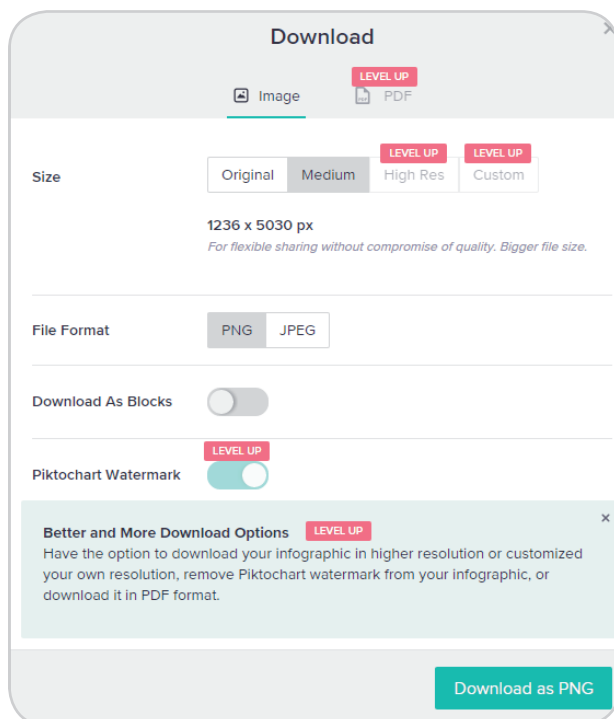 Download
LEVEL UP
Image PDF
LEVEL UP LEVEL UP
Size Original Medium High Res Custom
1236 x 5030 px
For flexible sharing without compromise of quality. Bigger file size.
File Format PNG JPEG
Download As Blocks
LEVEL UP
Piktochart Watermark
Better and More Download Options LEVEL UP
Have the option to download your infographic in higher resolution or customized
your own resolution, remove Piktochart watermark from your infographic, or
download it in PDF format.
Download as PNG